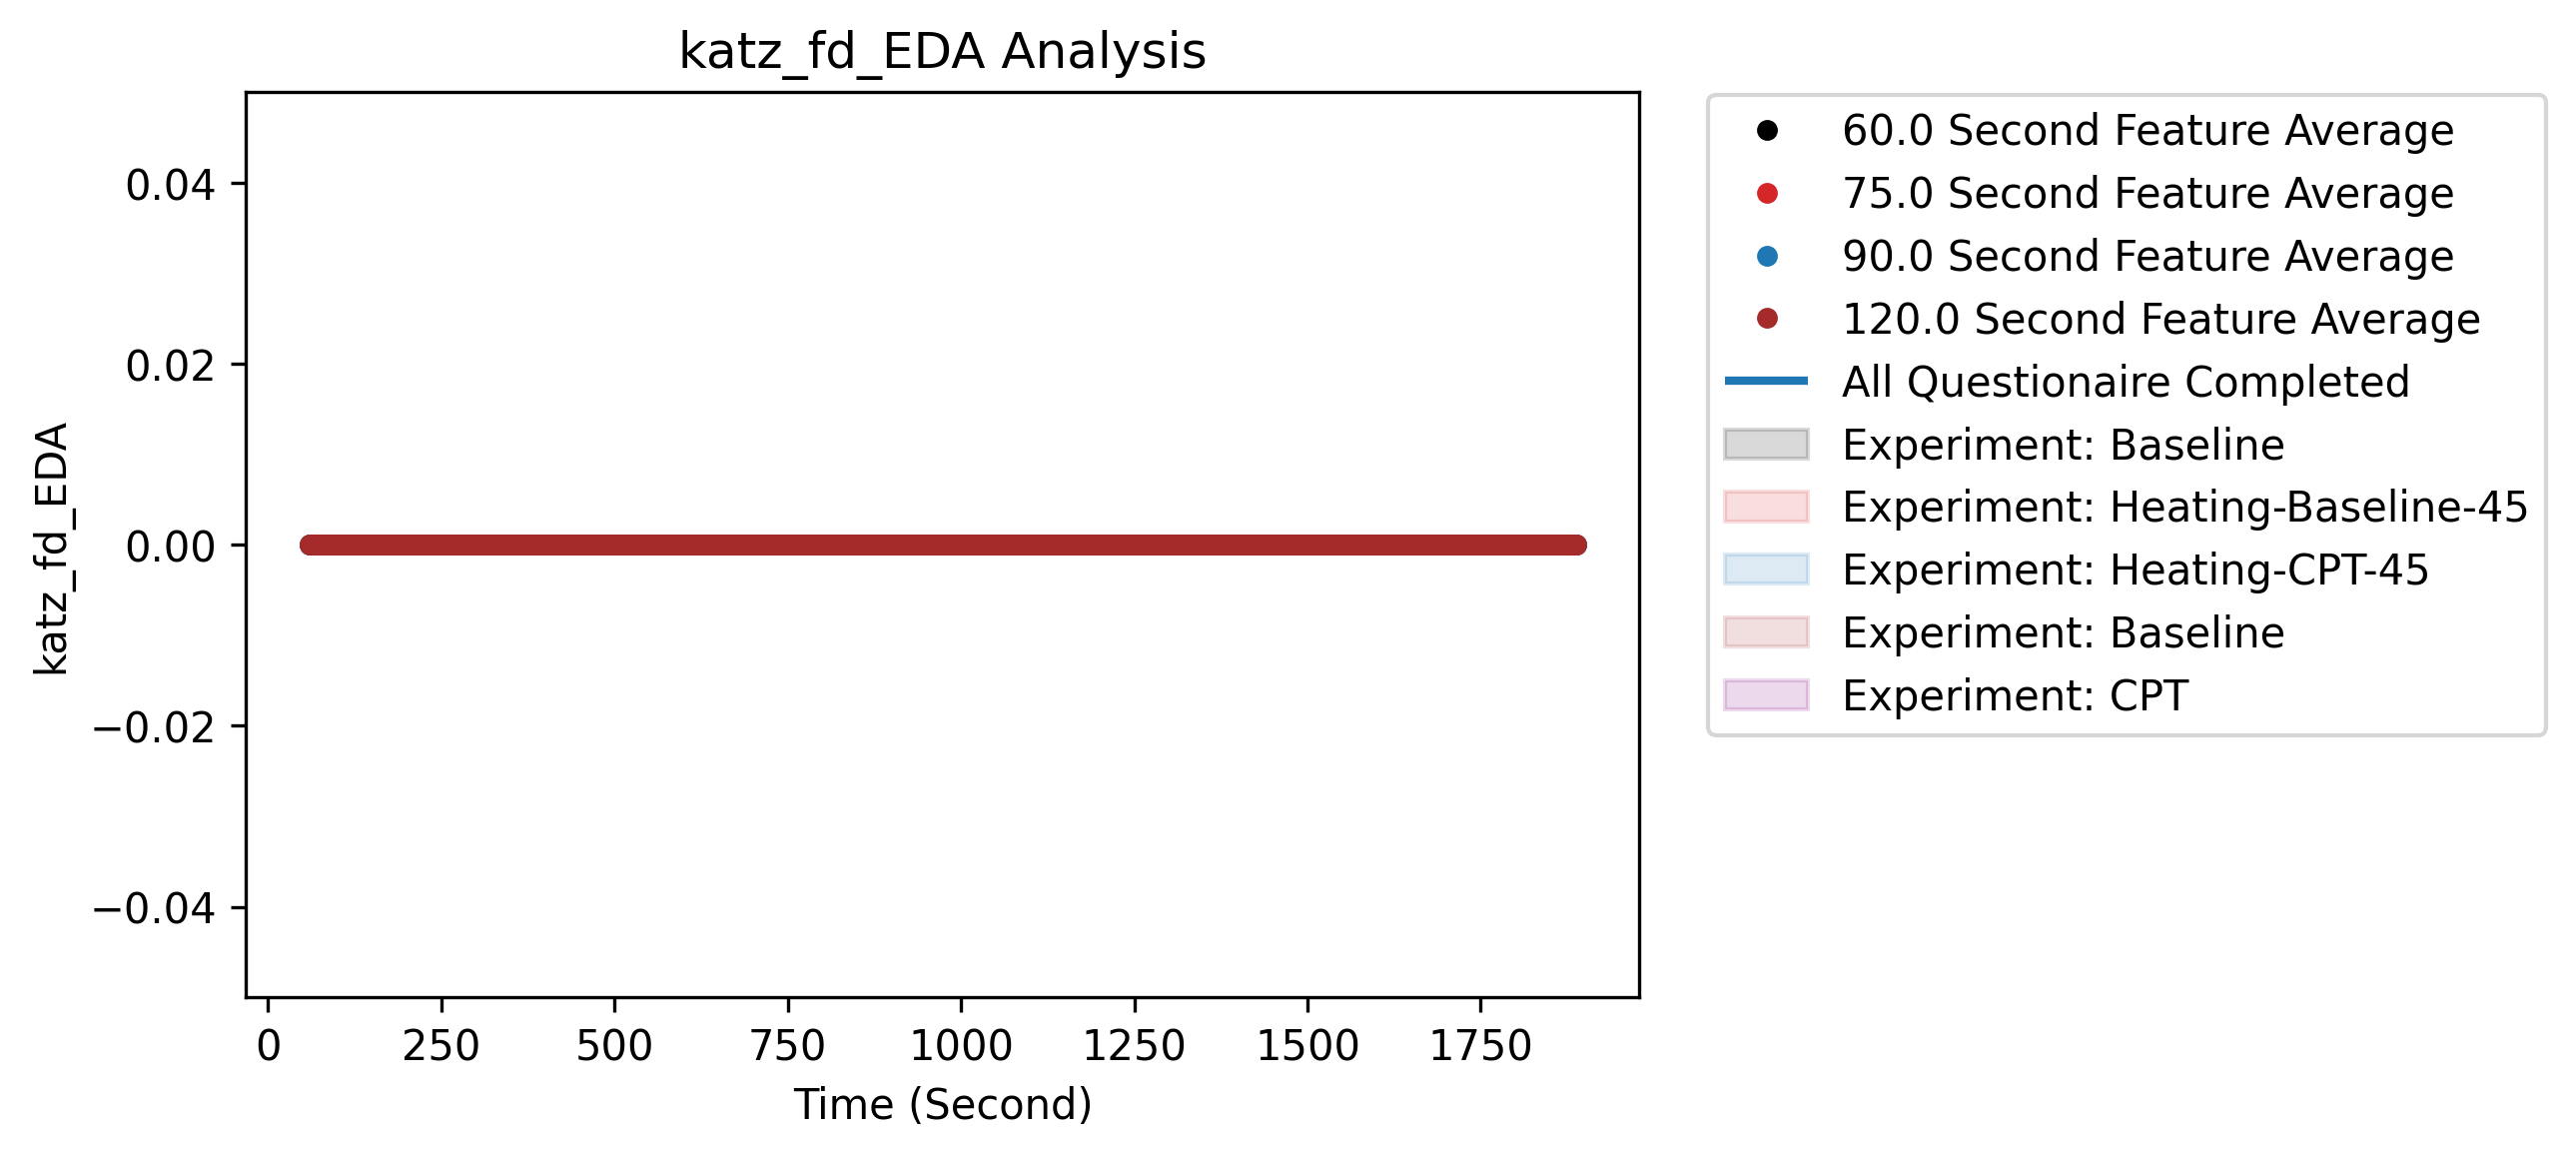 katz_fd_EDA Analysis
katz_fd_EDA
0.04
0.02
0.00
−0.02
−0.04
0 250 500 750 1000 1250 1500 1750
Time (Second)
60.0 Second Feature Average
75.0 Second Feature Average
90.0 Second Feature Average
120.0 Second Feature Average
All Questionaire Completed
Experiment: Baseline
Experiment: Heating-Baseline-45
Experiment: Heating-CPT-45
Experiment: Baseline
Experiment: CPT